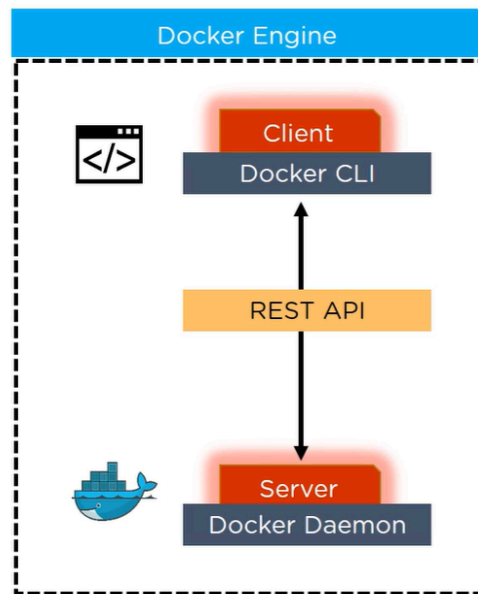 Docker Engine
Client
</>
Docker CLI
REST API
Server
Docker Daemon